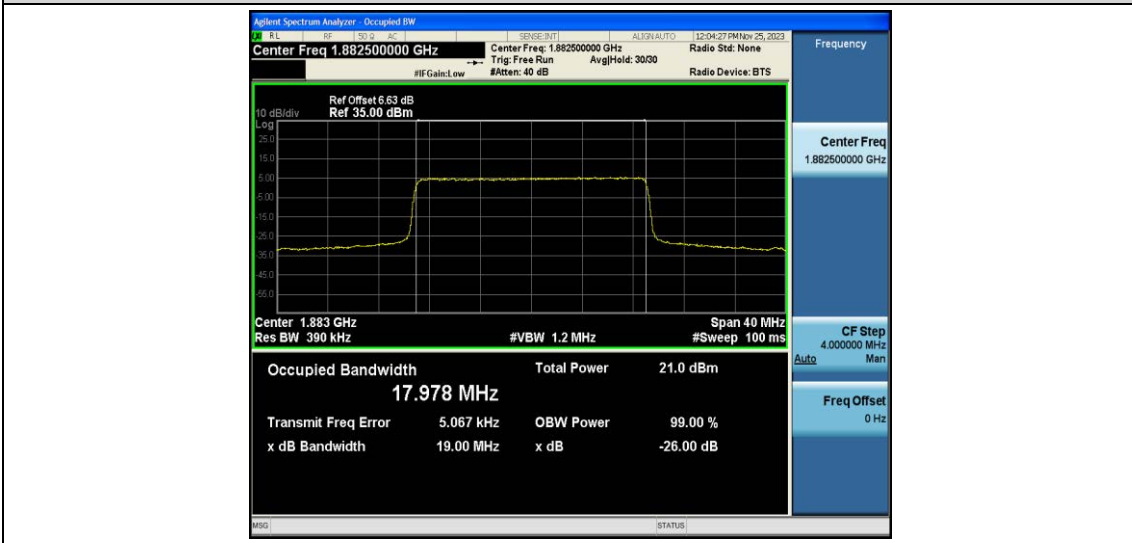 Agilent Spectrum Analyzer - Occupied BW
RL RF 50 Ω AC SENSE:INT ALIGN AUTO 12:04:27 PM Nov 25, 2023
Center Freq 1.882500000 GHz Center Freq: 1.882500000 GHz Radio Std: None
Trig: Free Run Avg|Hold: 30/30
#IFGain:Low #Atten: 40 dB Radio Device: BTS
Frequency
Ref Offset 6.63 dB
10 dB/div Ref 35.00 dBm
Log
25.0
15.0
5.00
-5.00
-15.0
-25.0
-35.0
-45.0
-55.0
Center 1.883 GHz Span 40 MHz
Res BW 390 kHz #VBW 1.2 MHz #Sweep 100 ms
Occupied Bandwidth Total Power 21.0 dBm
17.978 MHz
Transmit Freq Error 5.067 kHz OBW Power 99.00 %
x dB Bandwidth 19.00 MHz x dB -26.00 dB
Center Freq
1.882500000 GHz
CF Step
4.000000 MHz
Auto Man
Freq Offset
0 Hz
MSG STATUS